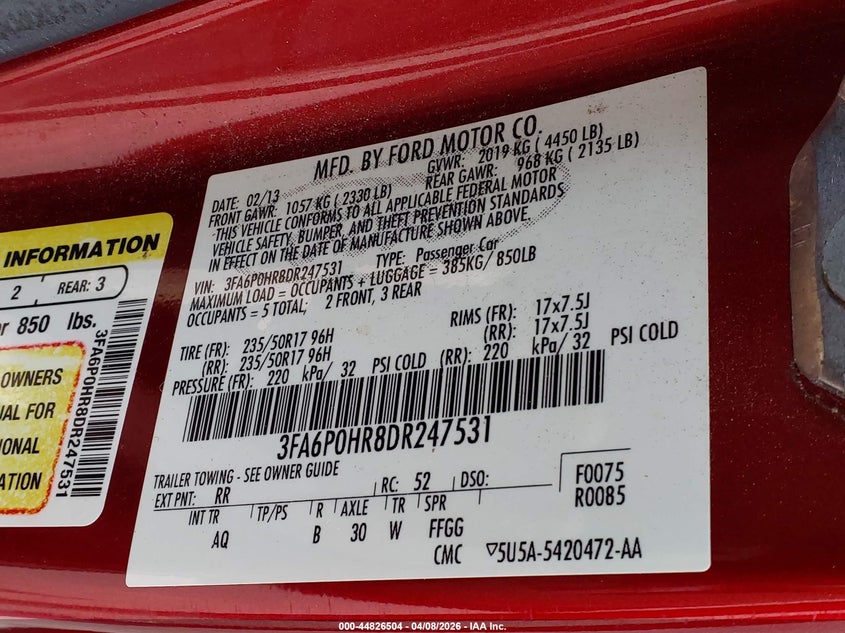 INFORMATION
2 REAR: 3
or 850 lbs.
OWNERS
UAL FOR
IONAL
ATION
3FA6P0HR8DR247531
MFD. BY FORD MOTOR CO.
DATE: 02/13 GVWR: 2019 KG ( 4450 LB)
FRONT GAWR: 1057 KG ( 2330 LB) REAR GAWR: 968 KG ( 2135 LB)
THIS VEHICLE CONFORMS TO ALL APPLICABLE FEDERAL MOTOR
VEHICLE SAFETY, BUMPER, AND THEFT PREVENTION STANDARDS
IN EFFECT ON THE DATE OF MANUFACTURE SHOWN ABOVE.
VIN: 3FA6P0HR8DR247531 TYPE: Passenger Car
MAXIMUM LOAD = OCCUPANTS + LUGGAGE = 385KG/ 850LB
OCCUPANTS = 5 TOTAL; 2 FRONT, 3 REAR
TIRE (FR): 235/50R17 96H RIMS (FR): 17x7.5J
(RR): 235/50R17 96H (RR): 17x7.5J
PRESSURE (FR): 220 kPa/ 32 PSI COLD (RR): 220 kPa/ 32 PSI COLD
3FA6P0HR8DR247531
TRAILER TOWING - SEE OWNER GUIDE
EXT PNT: RR RC: 52 DSO: F0075
R0085
INT TR TP/PS R AXLE TR SPR
AQ B 30 W FFGG
CMC ▽5U5A-5420472-AA
000-44826504 - 04/08/2026 - IAA Inc.